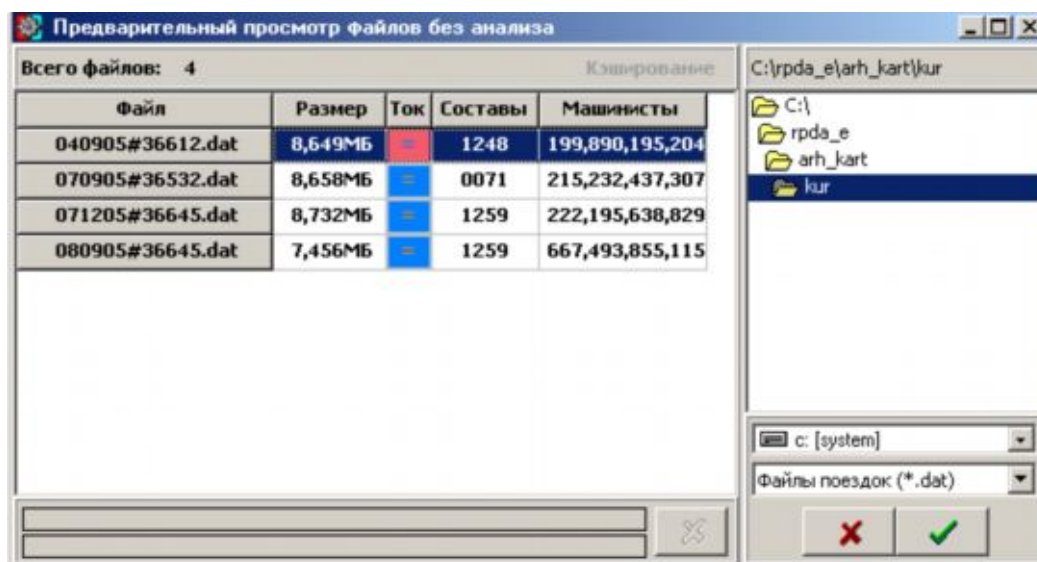 Предварительный просмотр файлов без анализа
Всего файлов: 4 Кэширование C:\rpda_e\arh_kart\kur
Файл Размер Ток Составы Машинисты
040905#36612.dat 8,649МБ = 1248 199,890,195,204
070905#36532.dat 8,658МБ = 0071 215,232,437,307
071205#36645.dat 8,732МБ = 1259 222,195,638,829
080905#36645.dat 7,456МБ = 1259 667,493,855,115
C:\
rpda_e
arh_kart
kur
c: [system]
Файлы поездок (*.dat)